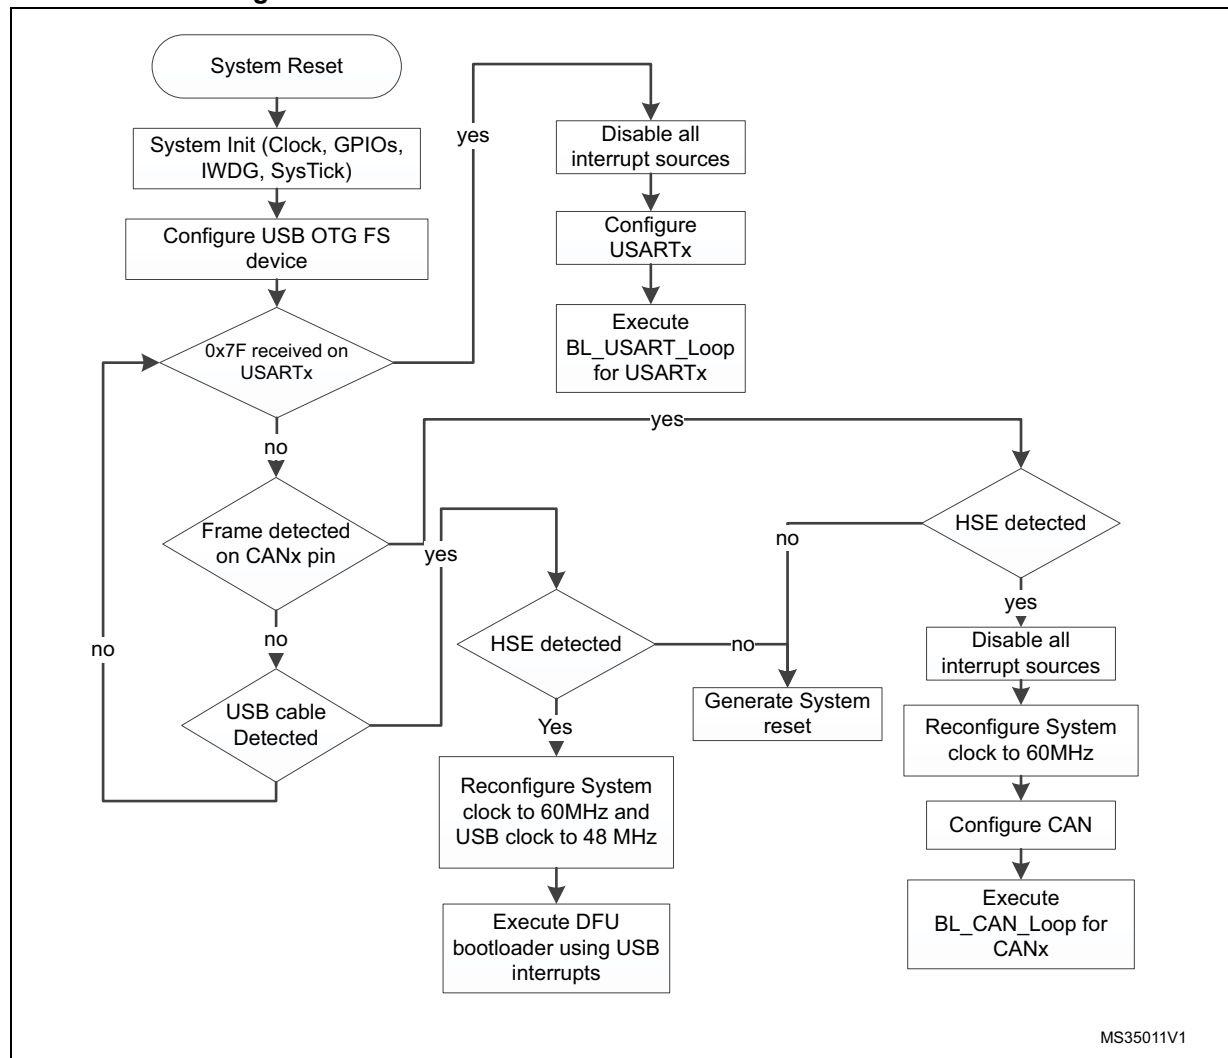 System Reset
System Init (Clock, GPIOs,
IWDG, SysTick)
Configure USB OTG FS
device
0x7F received on
USARTx
yes
Disable all
interrupt sources
Configure
USARTx
Execute
BL_USART_Loop
for USARTx
no
yes
Frame detected
on CANx pin
yes
HSE detected
no
HSE detected
no
yes
no
no
USB cable
Detected
Yes
Generate System
reset
Disable all
interrupt sources
Reconfigure System
clock to 60MHz and
USB clock to 48 MHz
Reconfigure System
clock to 60MHz
Configure CAN
Execute DFU
bootloader using USB
interrupts
Execute
BL_CAN_Loop for
CANx
MS35011V1